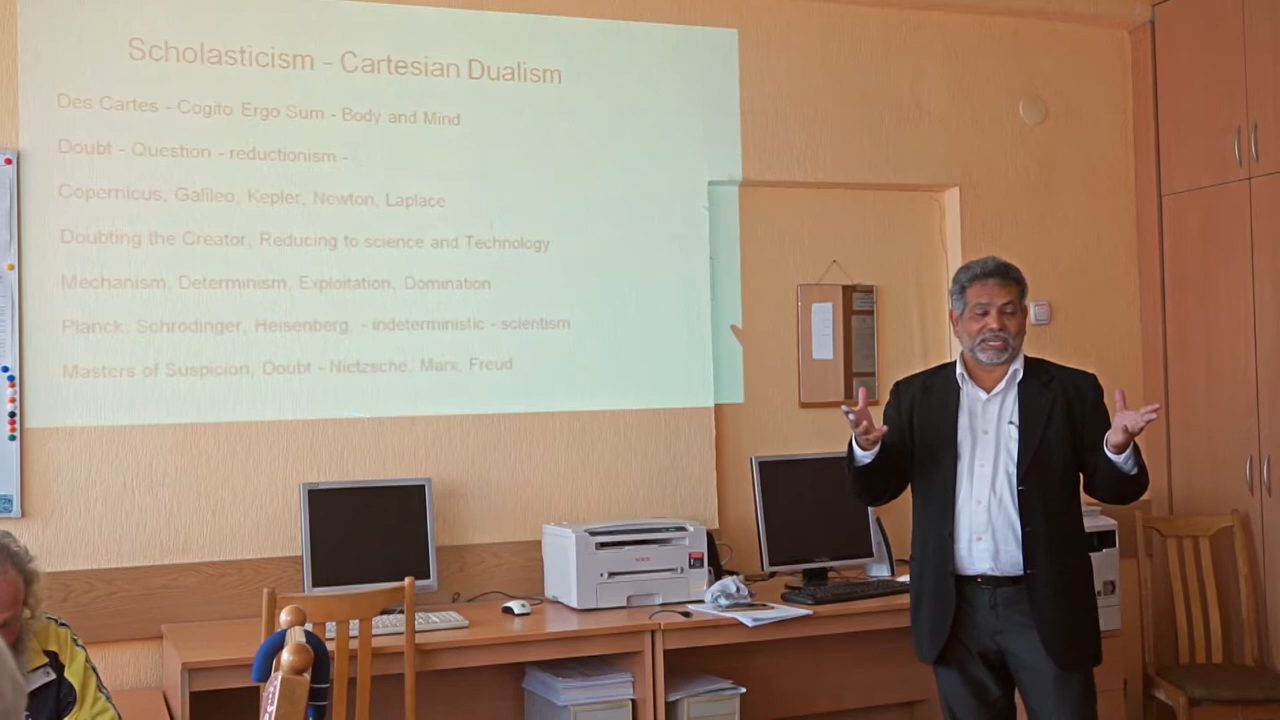 Scholasticism - Cartesian Dualism
Des Cartes - Cogito Ergo Sum - Body and Mind
Doubt - Question - reductionism -
Copernicus, Galileo, Kepler, Newton, Laplace
Doubting the Creator, Reducing to science and Technology
Mechanism, Determinism, Exploitation, Domination
Planck, Schrodinger, Heisenberg. - indeterministic - scientism
Masters of Suspicion, Doubt - Nietzsche, Marx, Freud